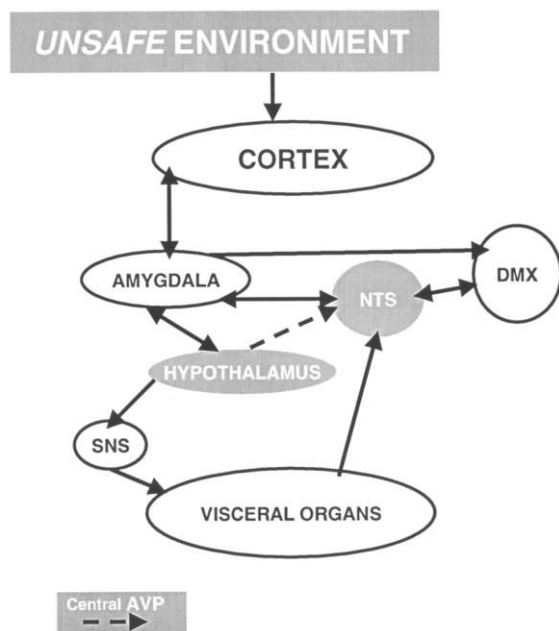 UNSAFE ENVIRONMENT
CORTEX
AMYGDALA
NTS
DMX
HYPOTHALAMUS
SNS
VISCERAL ORGANS
Central AVP